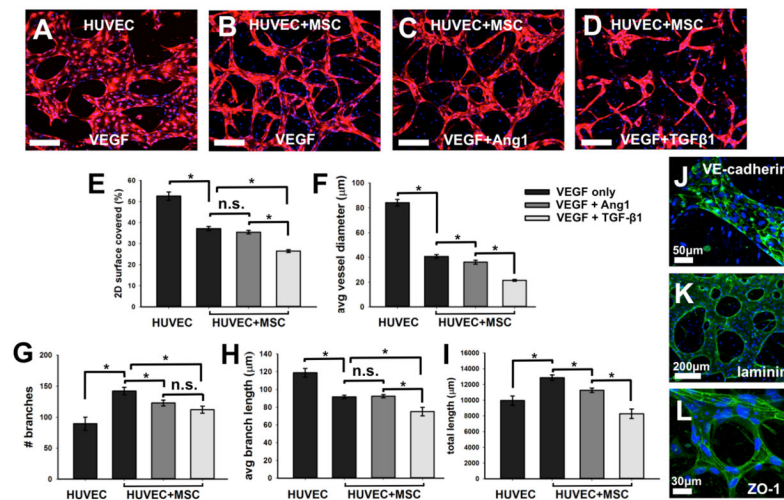 A
HUVEC
VEGF
B
HUVEC+MSC
VEGF
C
HUVEC+MSC
VEGF+Ang1
D
HUVEC+MSC
VEGF+TGFβ1
E
2D surface covered (%)
60
50
40
30
20
10
0
*
*
n.s.
*
HUVEC
HUVEC+MSC
F
avg vessel diameter (μm)
100
80
60
40
20
0
*
*
*
HUVEC
HUVEC+MSC
VEGF only
VEGF + Ang1
VEGF + TGF-β1
G
# branches
200
150
100
50
0
*
*
*
n.s.
HUVEC
HUVEC+MSC
H
avg branch length (μm)
140
120
100
80
60
40
20
0
*
*
n.s.
*
HUVEC
HUVEC+MSC
I
total length (μm)
16000
14000
12000
10000
8000
6000
4000
2000
0
*
*
*
HUVEC
HUVEC+MSC
J
VE-cadherin
50μm
K
200μm
laminin
L
30μm
ZO-1